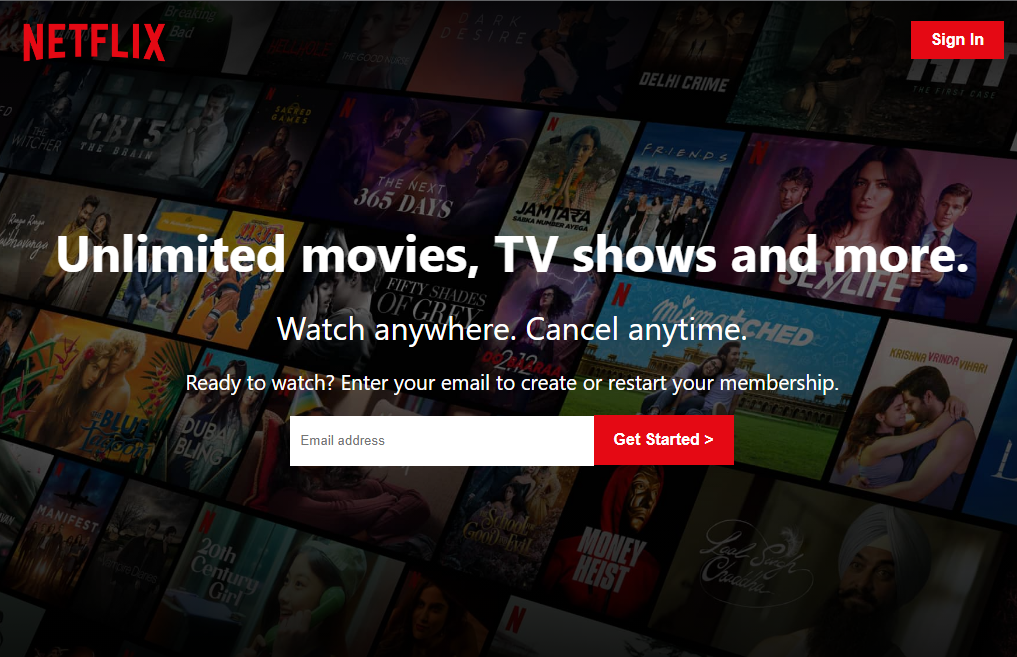 NETFLIX
Sign In
Breaking
Bad
DARK
DESIRE
THE GOOD NURSE
DELHI CRIME
HIT
THE FIRST CASE
THE
WITCHER
CBI 5
THE BRAIN
SACRED
GAMES
THE NEXT
365 DAYS
JAMTARA
SABKA NUMBER AYEGA
FRIENDS
SEX/LIFE
Unlimited movies, TV shows and more.
FIFTY SHADES
OF GREY
Watch anywhere. Cancel anytime.
MISMATCHED
KRISHNA VRINDA VIHARI
Ready to watch? Enter your email to create or restart your membership.
BLUE
DUBAI
BLING
Email address
Get Started >
MANIFEST
20th
Century
Girl
School
Good Evil
MONEY
HEIST
Laal Singh
Chaddha